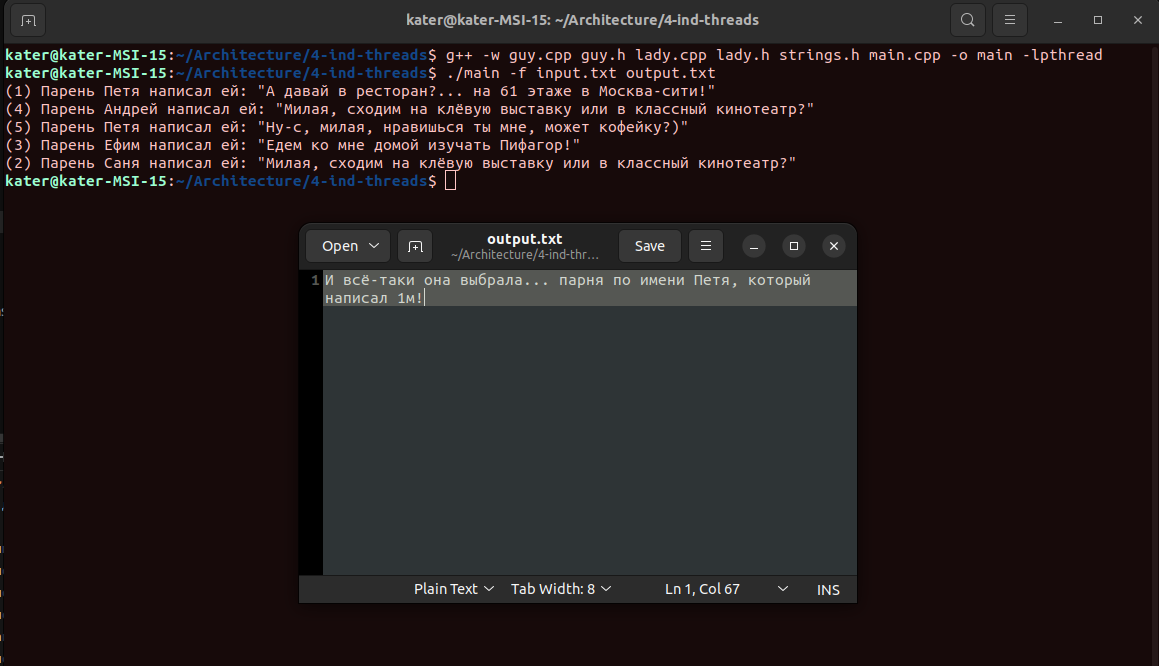 kater@kater-MSI-15: ~/Architecture/4-ind-threads
kater@kater-MSI-15:~/Architecture/4-ind-threads$ g++ -w guy.cpp guy.h lady.cpp lady.h strings.h main.cpp -o main -lpthread
kater@kater-MSI-15:~/Architecture/4-ind-threads$ ./main -f input.txt output.txt
(1) Парень Петя написал ей: "А давай в ресторан?... на 61 этаже в Москва-сити!"
(4) Парень Андрей написал ей: "Милая, сходим на клёвую выставку или в классный кинотеатр?"
(5) Парень Петя написал ей: "Ну-с, милая, нравишься ты мне, может кофейку?)"
(3) Парень Ефим написал ей: "Едем ко мне домой изучать Пифагор!"
(2) Парень Саня написал ей: "Милая, сходим на клёвую выставку или в классный кинотеатр?"
kater@kater-MSI-15:~/Architecture/4-ind-threads$
Open
output.txt
~/Architecture/4-ind-thr...
Save
1 И всё-таки она выбрала... парня по имени Петя, который
написал 1м!
Plain Text Tab Width: 8 Ln 1, Col 67 INS